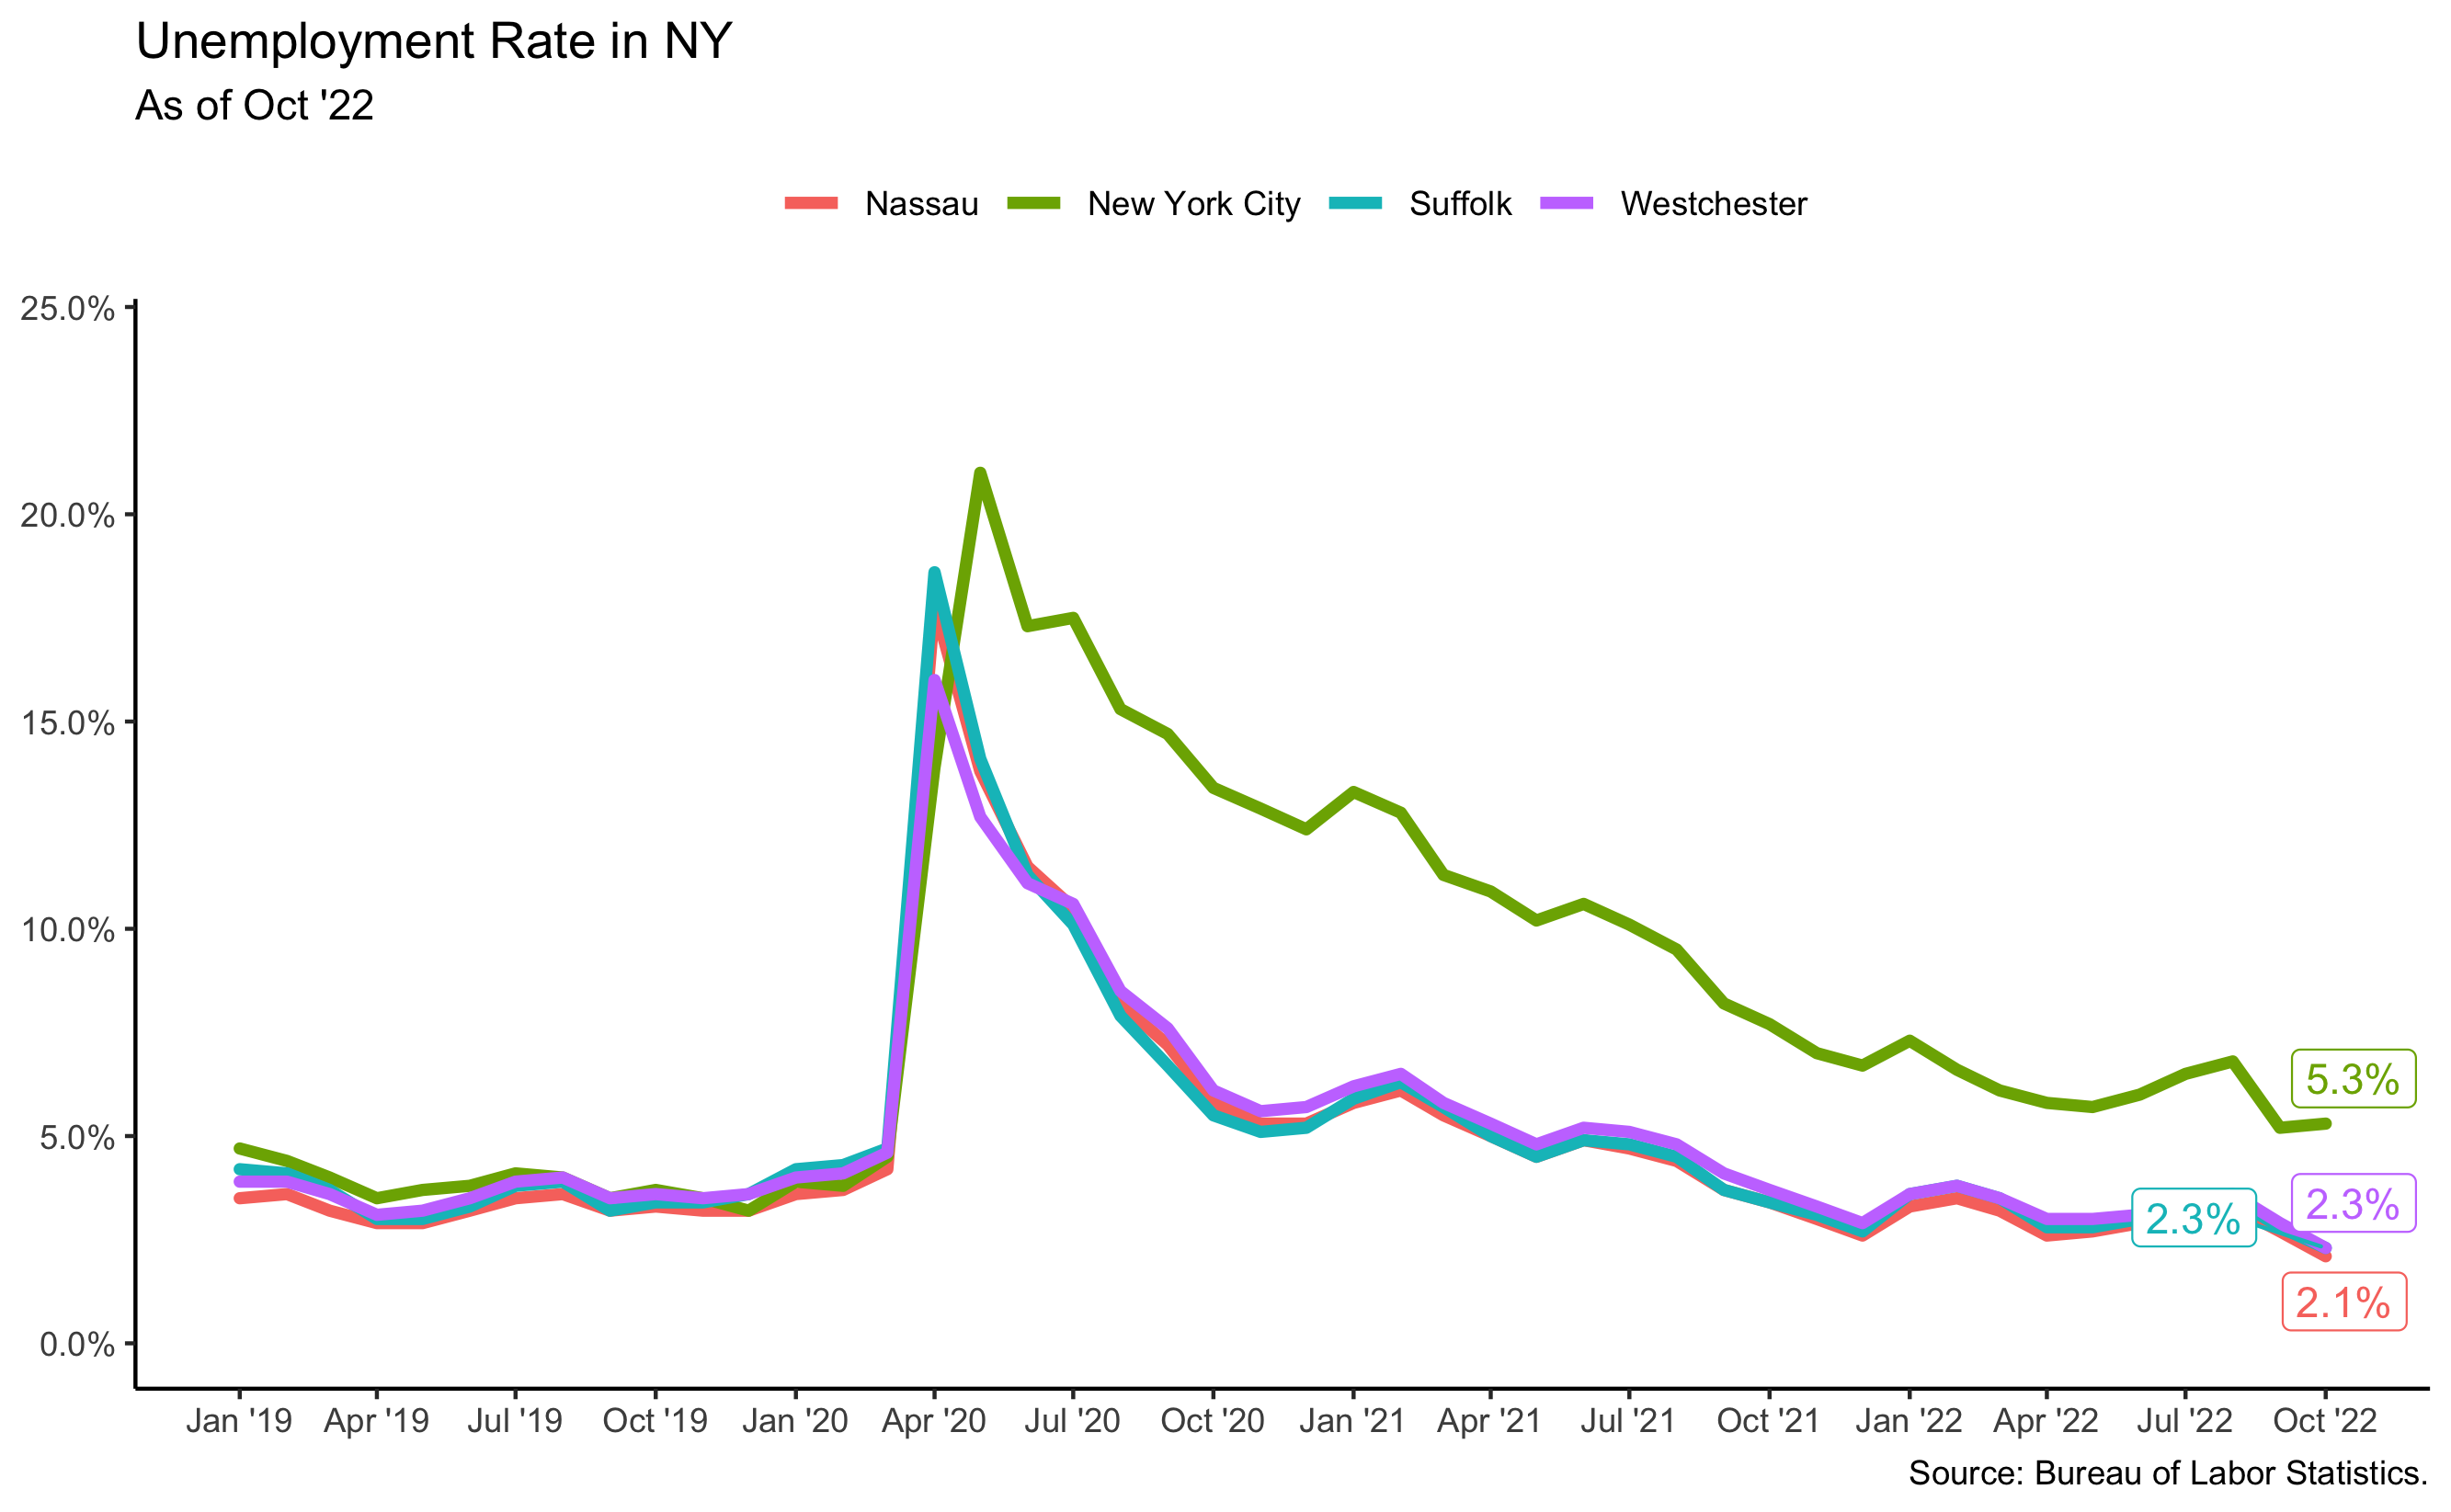 Unemployment Rate in NY
As of Oct '22
Nassau New York City Suffolk Westchester
25.0%
20.0%
15.0%
10.0%
5.0%
0.0%
5.3%
2.3%
2.3%
2.1%
Jan '19 Apr '19 Jul '19 Oct '19 Jan '20 Apr '20 Jul '20 Oct '20 Jan '21 Apr '21 Jul '21 Oct '21 Jan '22 Apr '22 Jul '22 Oct '22
Source: Bureau of Labor Statistics.